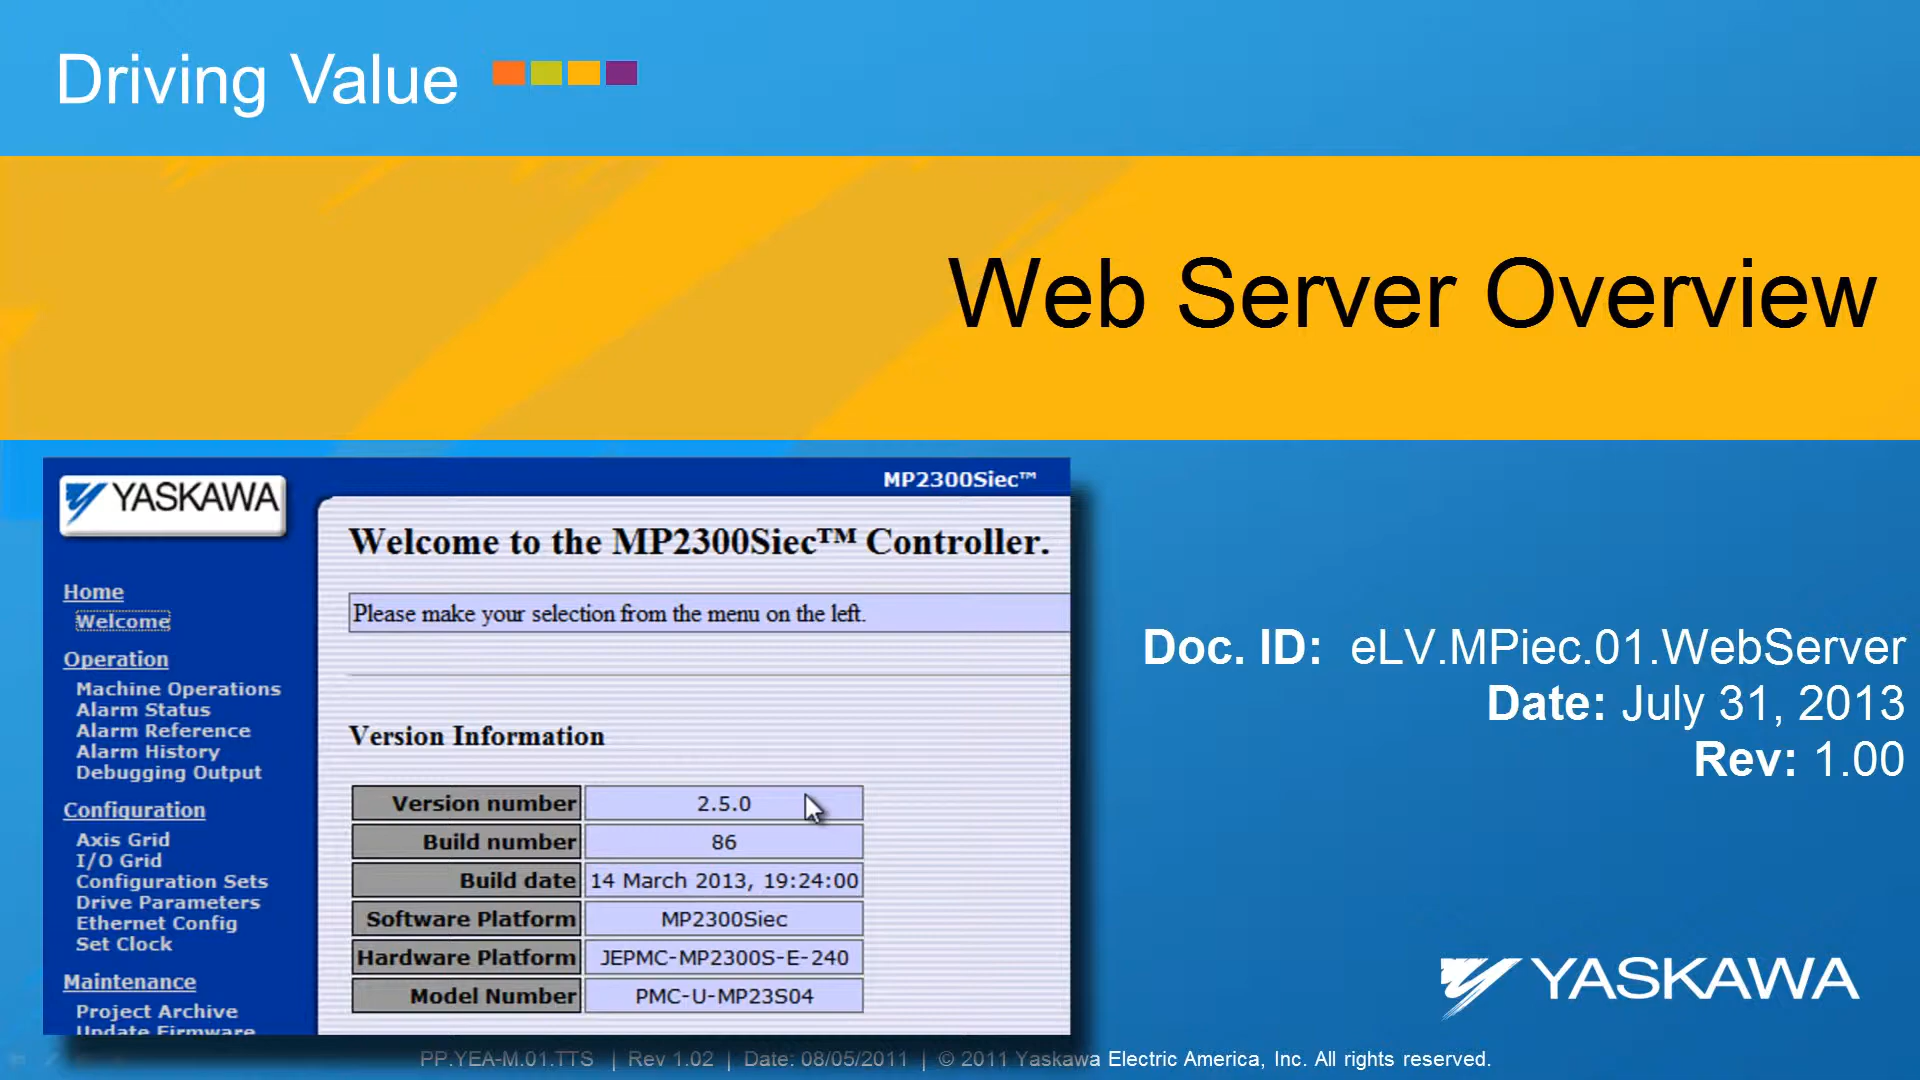 Driving Value
Web Server Overview
YASKAWA
MP2300Siec™
Home
Welcome
Operation
Machine Operations
Alarm Status
Alarm Reference
Alarm History
Debugging Output
Configuration
Axis Grid
I/O Grid
Configuration Sets
Drive Parameters
Ethernet Config
Set Clock
Maintenance
Project Archive
Update Firmware
Welcome to the MP2300Siec™ Controller.
Please make your selection from the menu on the left.
Version Information
Version number 2.5.0
Build number 86
Build date 14 March 2013, 19:24:00
Software Platform MP2300Siec
Hardware Platform JEPMC-MP2300S-E-240
Model Number PMC-U-MP23S04
Doc. ID: eLV.MPiec.01.WebServer
Date: July 31, 2013
Rev: 1.00
YASKAWA
PP.YEA-M.01.TTS | Rev 1.02 | Date: 08/05/2011 | © 2011 Yaskawa Electric America, Inc. All rights reserved.